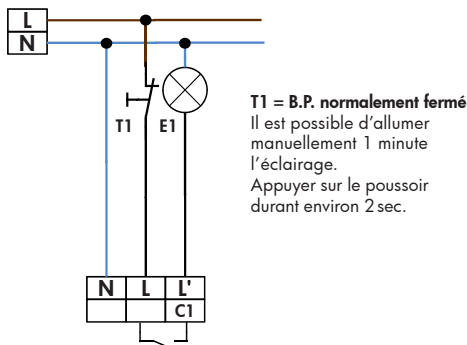 L
N
T1
E1
T1 = B.P. normalement fermé
Il est possible d'allumer
manuellement 1 minute
l'éclairage.
Appuyer sur le poussoir
durant environ 2 sec.
N
L
L'
C1